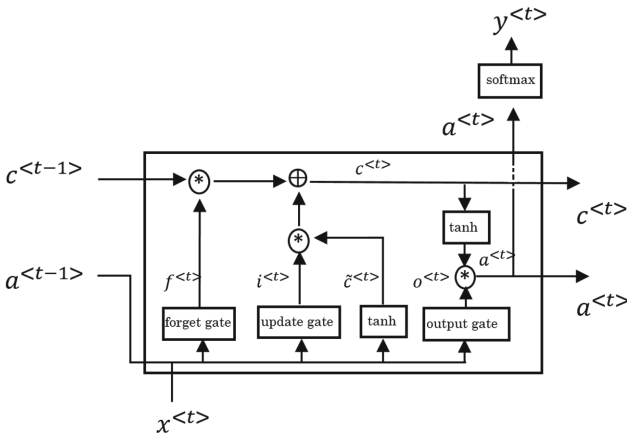 y<t>
softmax
a<t>
c<t-1>
*
⊕
c<t>
c<t>
tanh
*
a<t>
a<t-1>
f<t>
i<t>
c̃<t>
o<t>
*
a<t>
forget gate
update gate
tanh
output gate
x<t>